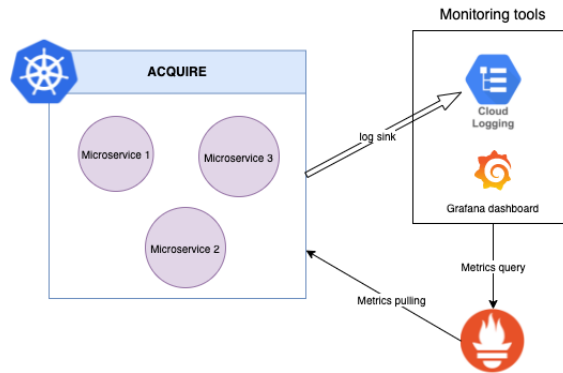 Monitoring tools
ACQUIRE
Cloud
Logging
log sink
Microservice 1
Microservice 3
Grafana dashboard
Microservice 2
Metrics query
Metrics pulling